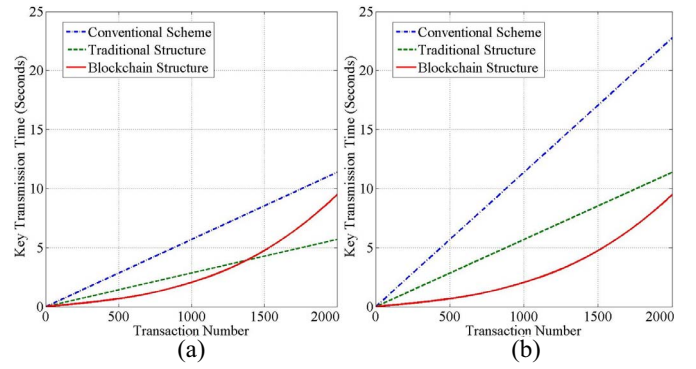 Key Transmission Time (Seconds)
25
20
15
10
5
0
Conventional Scheme
Traditional Structure
Blockchain Structure
0
500
1000
1500
2000
Transaction Number
(a)
Key Transmission Time (Seconds)
25
20
15
10
5
0
Conventional Scheme
Traditional Structure
Blockchain Structure
0
500
1000
1500
2000
Transaction Number
(b)